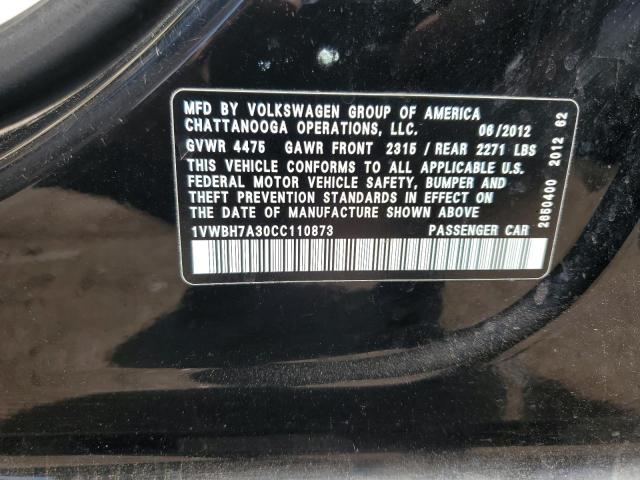 MFD BY VOLKSWAGEN GROUP OF AMERICA
CHATTANOOGA OPERATIONS, LLC. 06/2012
GVWR 4475 GAWR FRONT 2315 / REAR 2271 LBS
THIS VEHICLE CONFORMS TO ALL APPLICABLE U.S.
FEDERAL MOTOR VEHICLE SAFETY, BUMPER AND
THEFT PREVENTION STANDARDS IN EFFECT ON
THE DATE OF MANUFACTURE SHOWN ABOVE.
1VWBH7A30CC110873 PASSENGER CAR
2650400 2012 62